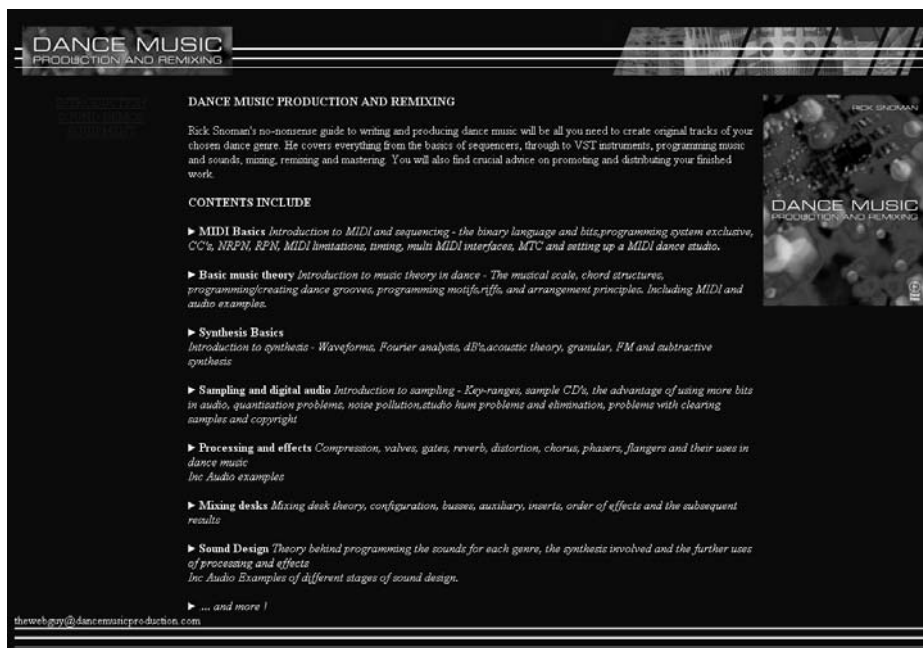 DANCE MUSIC
PRODUCTION AND REMIXING
DANCE MUSIC PRODUCTION AND REMIXING
Rick Snoman's no-nonsense guide to writing and producing dance music will be all you need to create original tracks of your
chosen dance genre. He covers everything from the basics of sequencers, through to VST instruments, programming music
and sounds, mixing, remixing and mastering. You will also find crucial advice on promoting and distributing your finished
work.
CONTENTS INCLUDE
► MIDI Basics Introduction to MIDI and sequencing - the binary language and bits,programming system exclusive,
CC's, NRPN, RPN, MIDI limitations, timing, multi MIDI interfaces, MTC and setting up a MIDI dance studio.
► Basic music theory Introduction to music theory in dance - The musical scale, chord structures,
programming/creating dance grooves, programming motifs,riffs, and arrangement principles. Including MIDI and
audio examples.
► Synthesis Basics
Introduction to synthesis - Waveforms, Fourier analysis, dB's,acoustic theory, granular, FM and subtractive
synthesis
► Sampling and digital audio Introduction to sampling - Key-ranges, sample CD's, the advantage of using more bits
in audio, quantisation problems, noise pollution,studio hum problems and elimination, problems with clearing
samples and copyright
► Processing and effects Compression, valves, gates, reverb, distortion, chorus, phasers, flangers and their uses in
dance music
Inc Audio examples
► Mixing desks Mixing desk theory, configuration, busses, auxiliary, inserts, order of effects and the subsequent
results
► Sound Design Theory behind programming the sounds for each genre, the synthesis involved and the further uses
of processing and effects
Inc Audio Examples of different stages of sound design.
► ... and more !
thewebguy@dancemusicproduction.com
RICK SNOMAN
DANCE MUSIC
PRODUCTION AND REMIXING